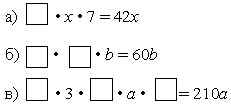 а) □ • x • 7 = 42x
б) □ • □ • b = 60b
в) □ • 3 • □ • a • □ = 210a